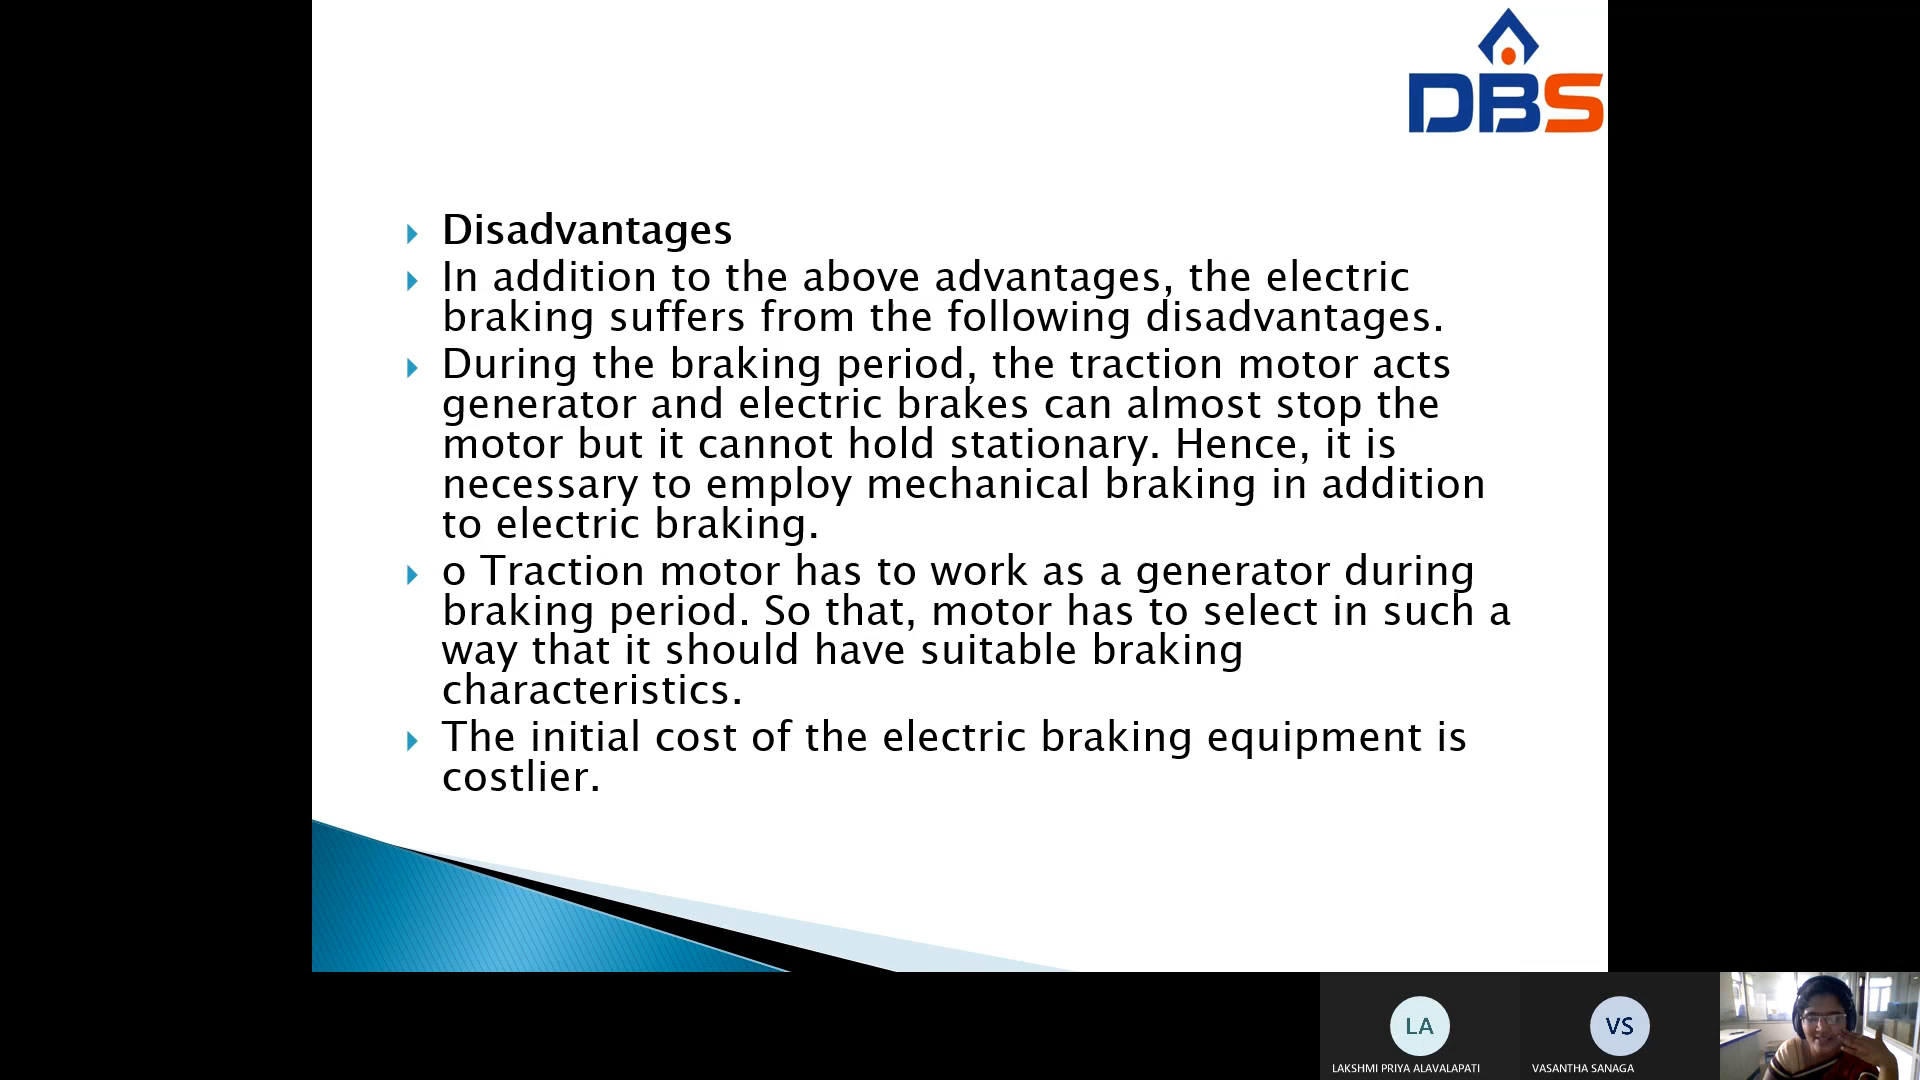 DBS
Disadvantages
In addition to the above advantages, the electric
braking suffers from the following disadvantages.
During the braking period, the traction motor acts
generator and electric brakes can almost stop the
motor but it cannot hold stationary. Hence, it is
necessary to employ mechanical braking in addition
to electric braking.
o Traction motor has to work as a generator during
braking period. So that, motor has to select in such a
way that it should have suitable braking
characteristics.
The initial cost of the electric braking equipment is
costlier.
LA
VS
LAKSHMI PRIYA ALAVALAPATI
VASANTHA SANAGA